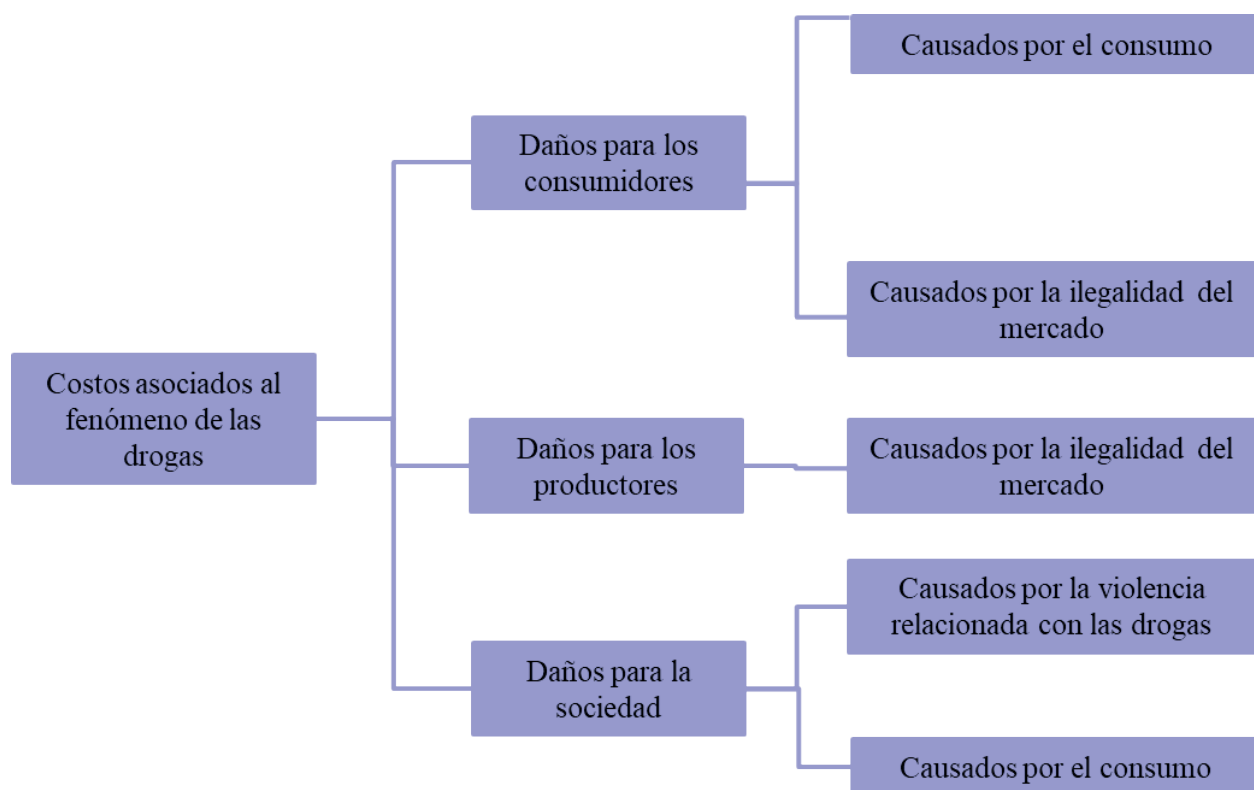 Costos asociados al
fenómeno de las
drogas
Daños para los
consumidores
Causados por el consumo
Causados por la ilegalidad del
mercado
Daños para los
productores
Causados por la ilegalidad del
mercado
Daños para la
sociedad
Causados por la violencia
relacionada con las drogas
Causados por el consumo